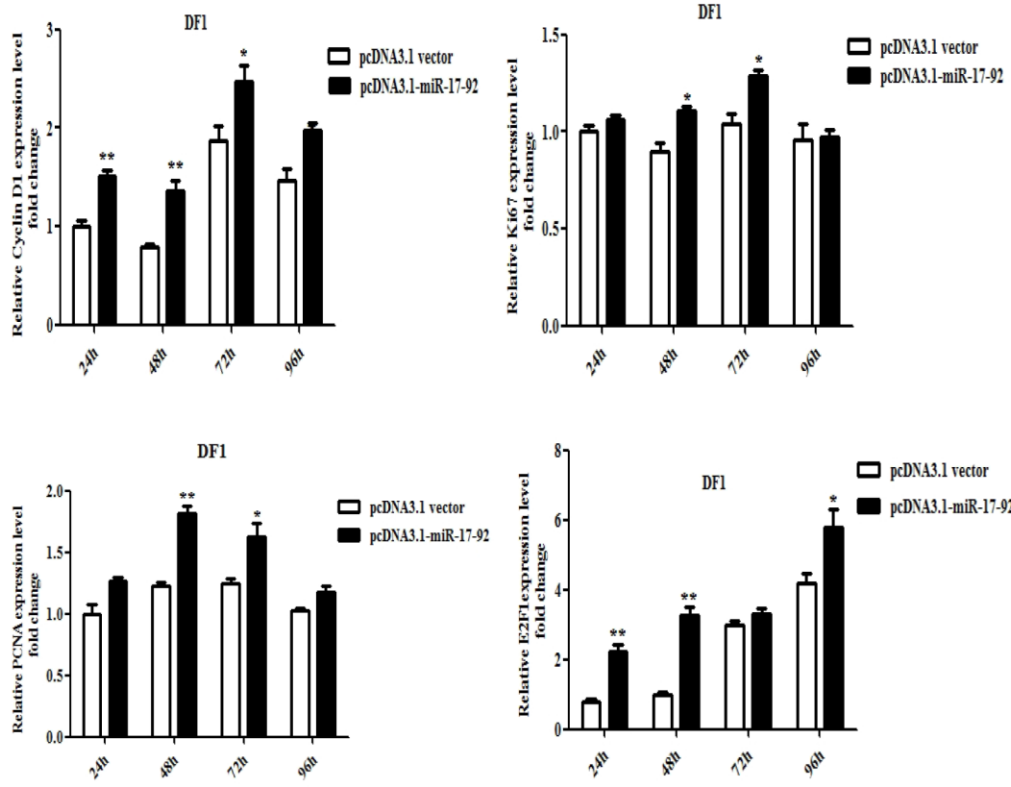 DF1
pcDNA3.1 vector
pcDNA3.1-miR-17-92
Relative Cyclin D1 expression level
fold change
3
2
1
0
24h
48h
72h
96h
DF1
pcDNA3.1 vector
pcDNA3.1-miR-17-92
Relative Ki67 expression level
fold change
1.5
1.0
0.5
0.0
24h
48h
72h
96h
DF1
pcDNA3.1 vector
pcDNA3.1-miR-17-92
Relative PCNA expression level
fold change
2.0
1.5
1.0
0.5
0.0
24h
48h
72h
96h
DF1
pcDNA3.1 vector
pcDNA3.1-miR-17-92
Relative E2F1expression level
fold change
8
6
4
2
0
24h
48h
72h
96h